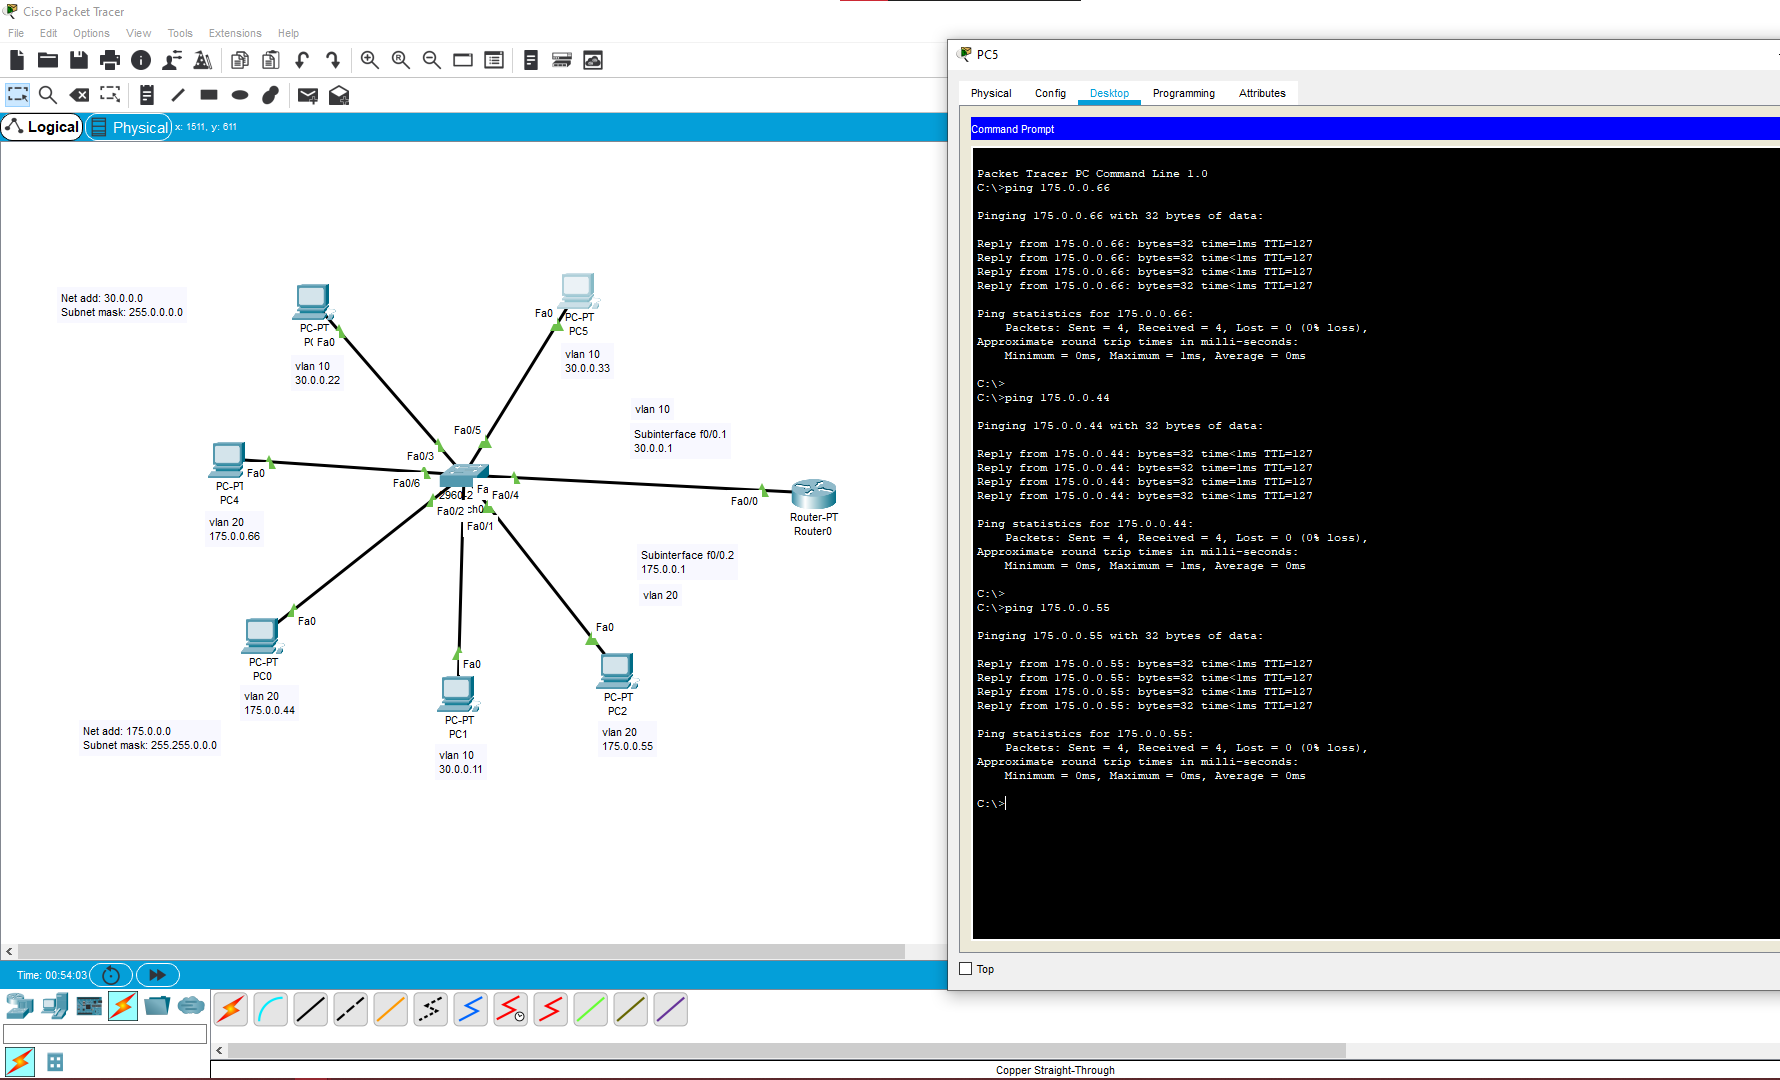 Cisco Packet Tracer
File Edit Options View Tools Extensions Help
Logical
Physical
x: 1511, y: 611
Net add: 30.0.0.0
Subnet mask: 255.0.0.0.0
PC-PT
Fa0
vlan 10
30.0.0.22
Fa0
PC-PT
PC5
vlan 10
30.0.0.33
vlan 10
Subinterface f0/0.1
30.0.0.1
Fa0/5
Fa0/3
Fa0/6
Fa0/4
Fa0/2
Fa0/1
2960-2
Fa0
PC-PT
PC4
vlan 20
175.0.0.66
Fa0/0
Router-PT
Router0
Subinterface f0/0.2
175.0.0.1
vlan 20
Fa0
PC-PT
PC0
vlan 20
175.0.0.44
Net add: 175.0.0.0
Subnet mask: 255.255.0.0.0
Fa0
PC-PT
PC1
vlan 10
30.0.0.11
Fa0
PC-PT
PC2
vlan 20
175.0.0.55
Time: 00:54:03
Copper Straight-Through
PC5
Physical Config Desktop Programming Attributes
Command Prompt
Packet Tracer PC Command Line 1.0
C:\>ping 175.0.0.66
Pinging 175.0.0.66 with 32 bytes of data:
Reply from 175.0.0.66: bytes=32 time=1ms TTL=127
Reply from 175.0.0.66: bytes=32 time<1ms TTL=127
Reply from 175.0.0.66: bytes=32 time<1ms TTL=127
Reply from 175.0.0.66: bytes=32 time<1ms TTL=127
Ping statistics for 175.0.0.66:
Packets: Sent = 4, Received = 4, Lost = 0 (0% loss),
Approximate round trip times in milli-seconds:
Minimum = 0ms, Maximum = 1ms, Average = 0ms
C:\>
C:\>ping 175.0.0.44
Pinging 175.0.0.44 with 32 bytes of data:
Reply from 175.0.0.44: bytes=32 time<1ms TTL=127
Reply from 175.0.0.44: bytes=32 time<1ms TTL=127
Reply from 175.0.0.44: bytes=32 time<1ms TTL=127
Reply from 175.0.0.44: bytes=32 time<1ms TTL=127
Ping statistics for 175.0.0.44:
Packets: Sent = 4, Received = 4, Lost = 0 (0% loss),
Approximate round trip times in milli-seconds:
Minimum = 0ms, Maximum = 1ms, Average = 0ms
C:\>
C:\>ping 175.0.0.55
Pinging 175.0.0.55 with 32 bytes of data:
Reply from 175.0.0.55: bytes=32 time<1ms TTL=127
Reply from 175.0.0.55: bytes=32 time<1ms TTL=127
Reply from 175.0.0.55: bytes=32 time<1ms TTL=127
Reply from 175.0.0.55: bytes=32 time<1ms TTL=127
Ping statistics for 175.0.0.55:
Packets: Sent = 4, Received = 4, Lost = 0 (0% loss),
Approximate round trip times in milli-seconds:
Minimum = 0ms, Maximum = 0ms, Average = 0ms
C:\>
Top